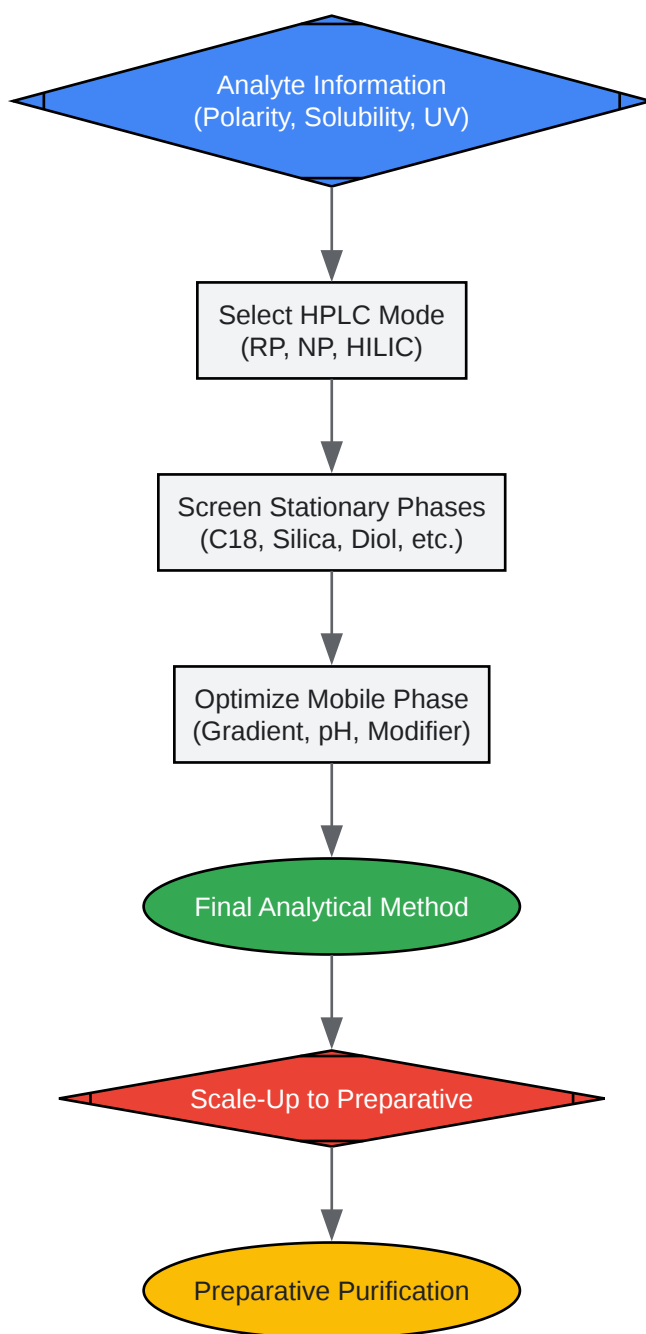 Analyte Information
(Polarity, Solubility, UV)
Select HPLC Mode
(RP, NP, HILIC)
Screen Stationary Phases
(C18, Silica, Diol, etc.)
Optimize Mobile Phase
(Gradient, pH, Modifier)
Final Analytical Method
Scale-Up to Preparative
Preparative Purification